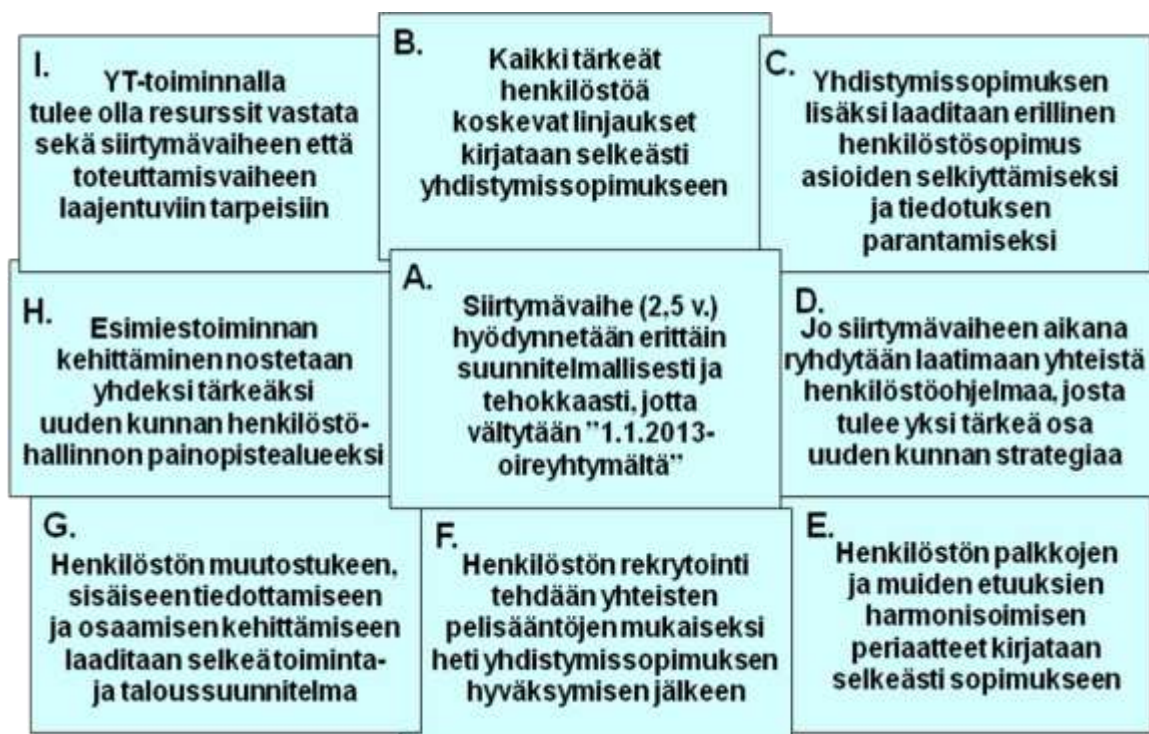 I.
YT-toiminnalla
tulee olla resurssit vastata
sekä siirtymävaiheen että
toteuttamisvaiheen
laajentuviin tarpeisiin
B.
Kaikki tärkeät
henkilöstöä
koskevat linjaukset
kirjataan selkeästi
yhdistymissopimukseen
C.
Yhdistymissopimuksen
lisäksi laaditaan erillinen
henkilöstösopimus
asioiden selkiyttämiseksi
ja tiedotuksen
parantamiseksi
H.
Esimiestoiminnan
kehittäminen nostetaan
yhdeksi tärkeäksi
uuden kunnan henkilöstö-
hallinnon painopistealueeksi
A.
Siirtymävaihe (2,5 v.)
hyödynnetään erittäin
suunnitelmallisesti ja
tehokkaasti, jotta
vältytään ”1.1.2013-
oireyhtymältä”
D.
Jo siirtymävaiheen aikana
ryhdytään laatimaan yhteistä
henkilöstöohjelmaa, josta
tulee yksi tärkeä osa
uuden kunnan strategiaa
G.
Henkilöstön muutostukeen,
sisäiseen tiedottamiseen
ja osaamisen kehittämiseen
laaditaan selkeä toiminta-
ja taloussuunnitelma
F.
Henkilöstön rekrytointi
tehdään yhteisten
pelisääntöjen mukaiseksi
heti yhdistymissopimuksen
hyväksymisen jälkeen
E.
Henkilöstön palkkojen
ja muiden etuuksien
harmonisoimisen
periaatteet kirjataan
selkeästi sopimukseen